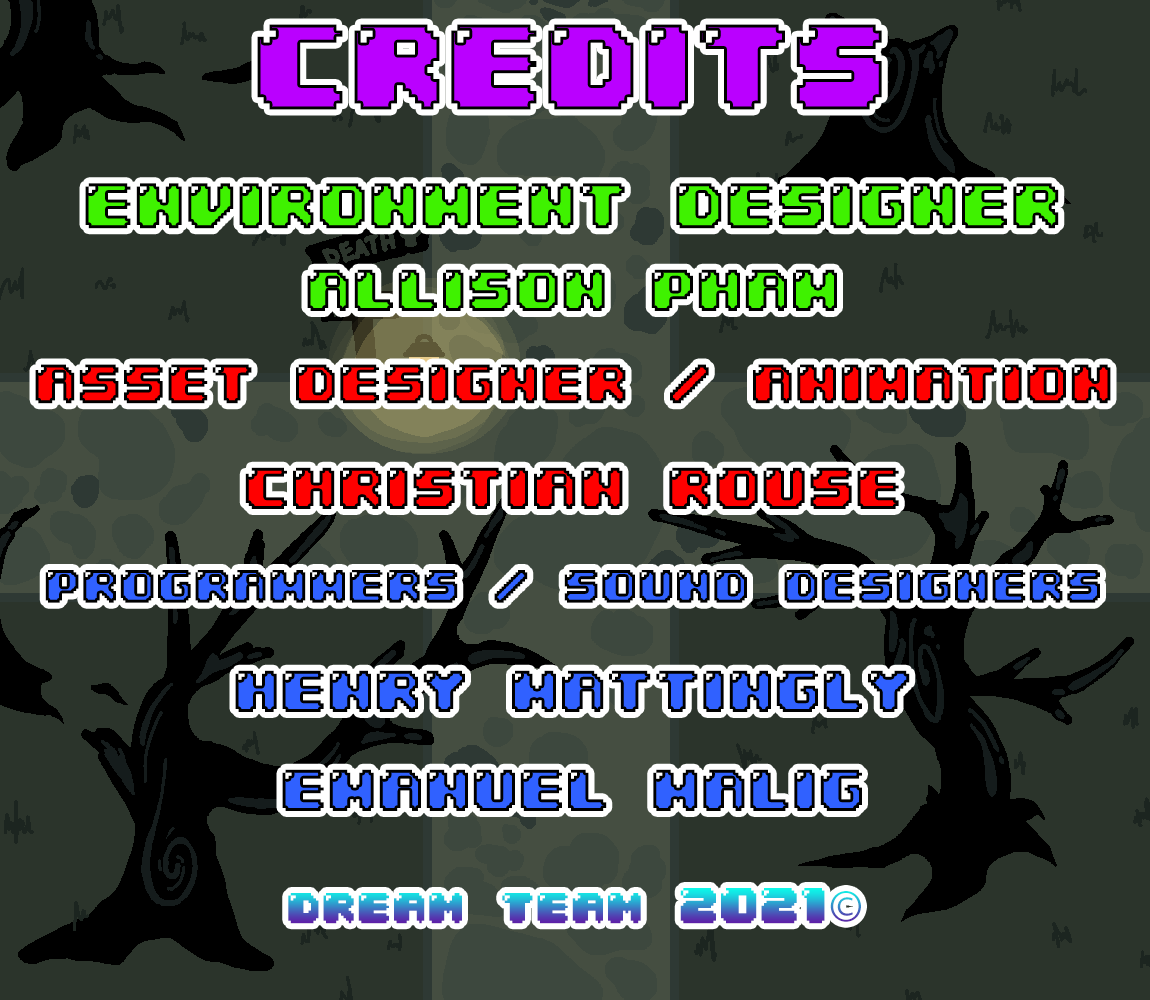 CREDITS
ENVIRONMENT DESIGNER
DEATH
ALLISON PHAM
ASSET DESIGNER / ANIMATION
CHRISTIAN ROUSE
PROGRAMMERS / SOUND DESIGNERS
HENRY MATTINGLY
EMANUEL MALIG
DREAM TEAM 2021©